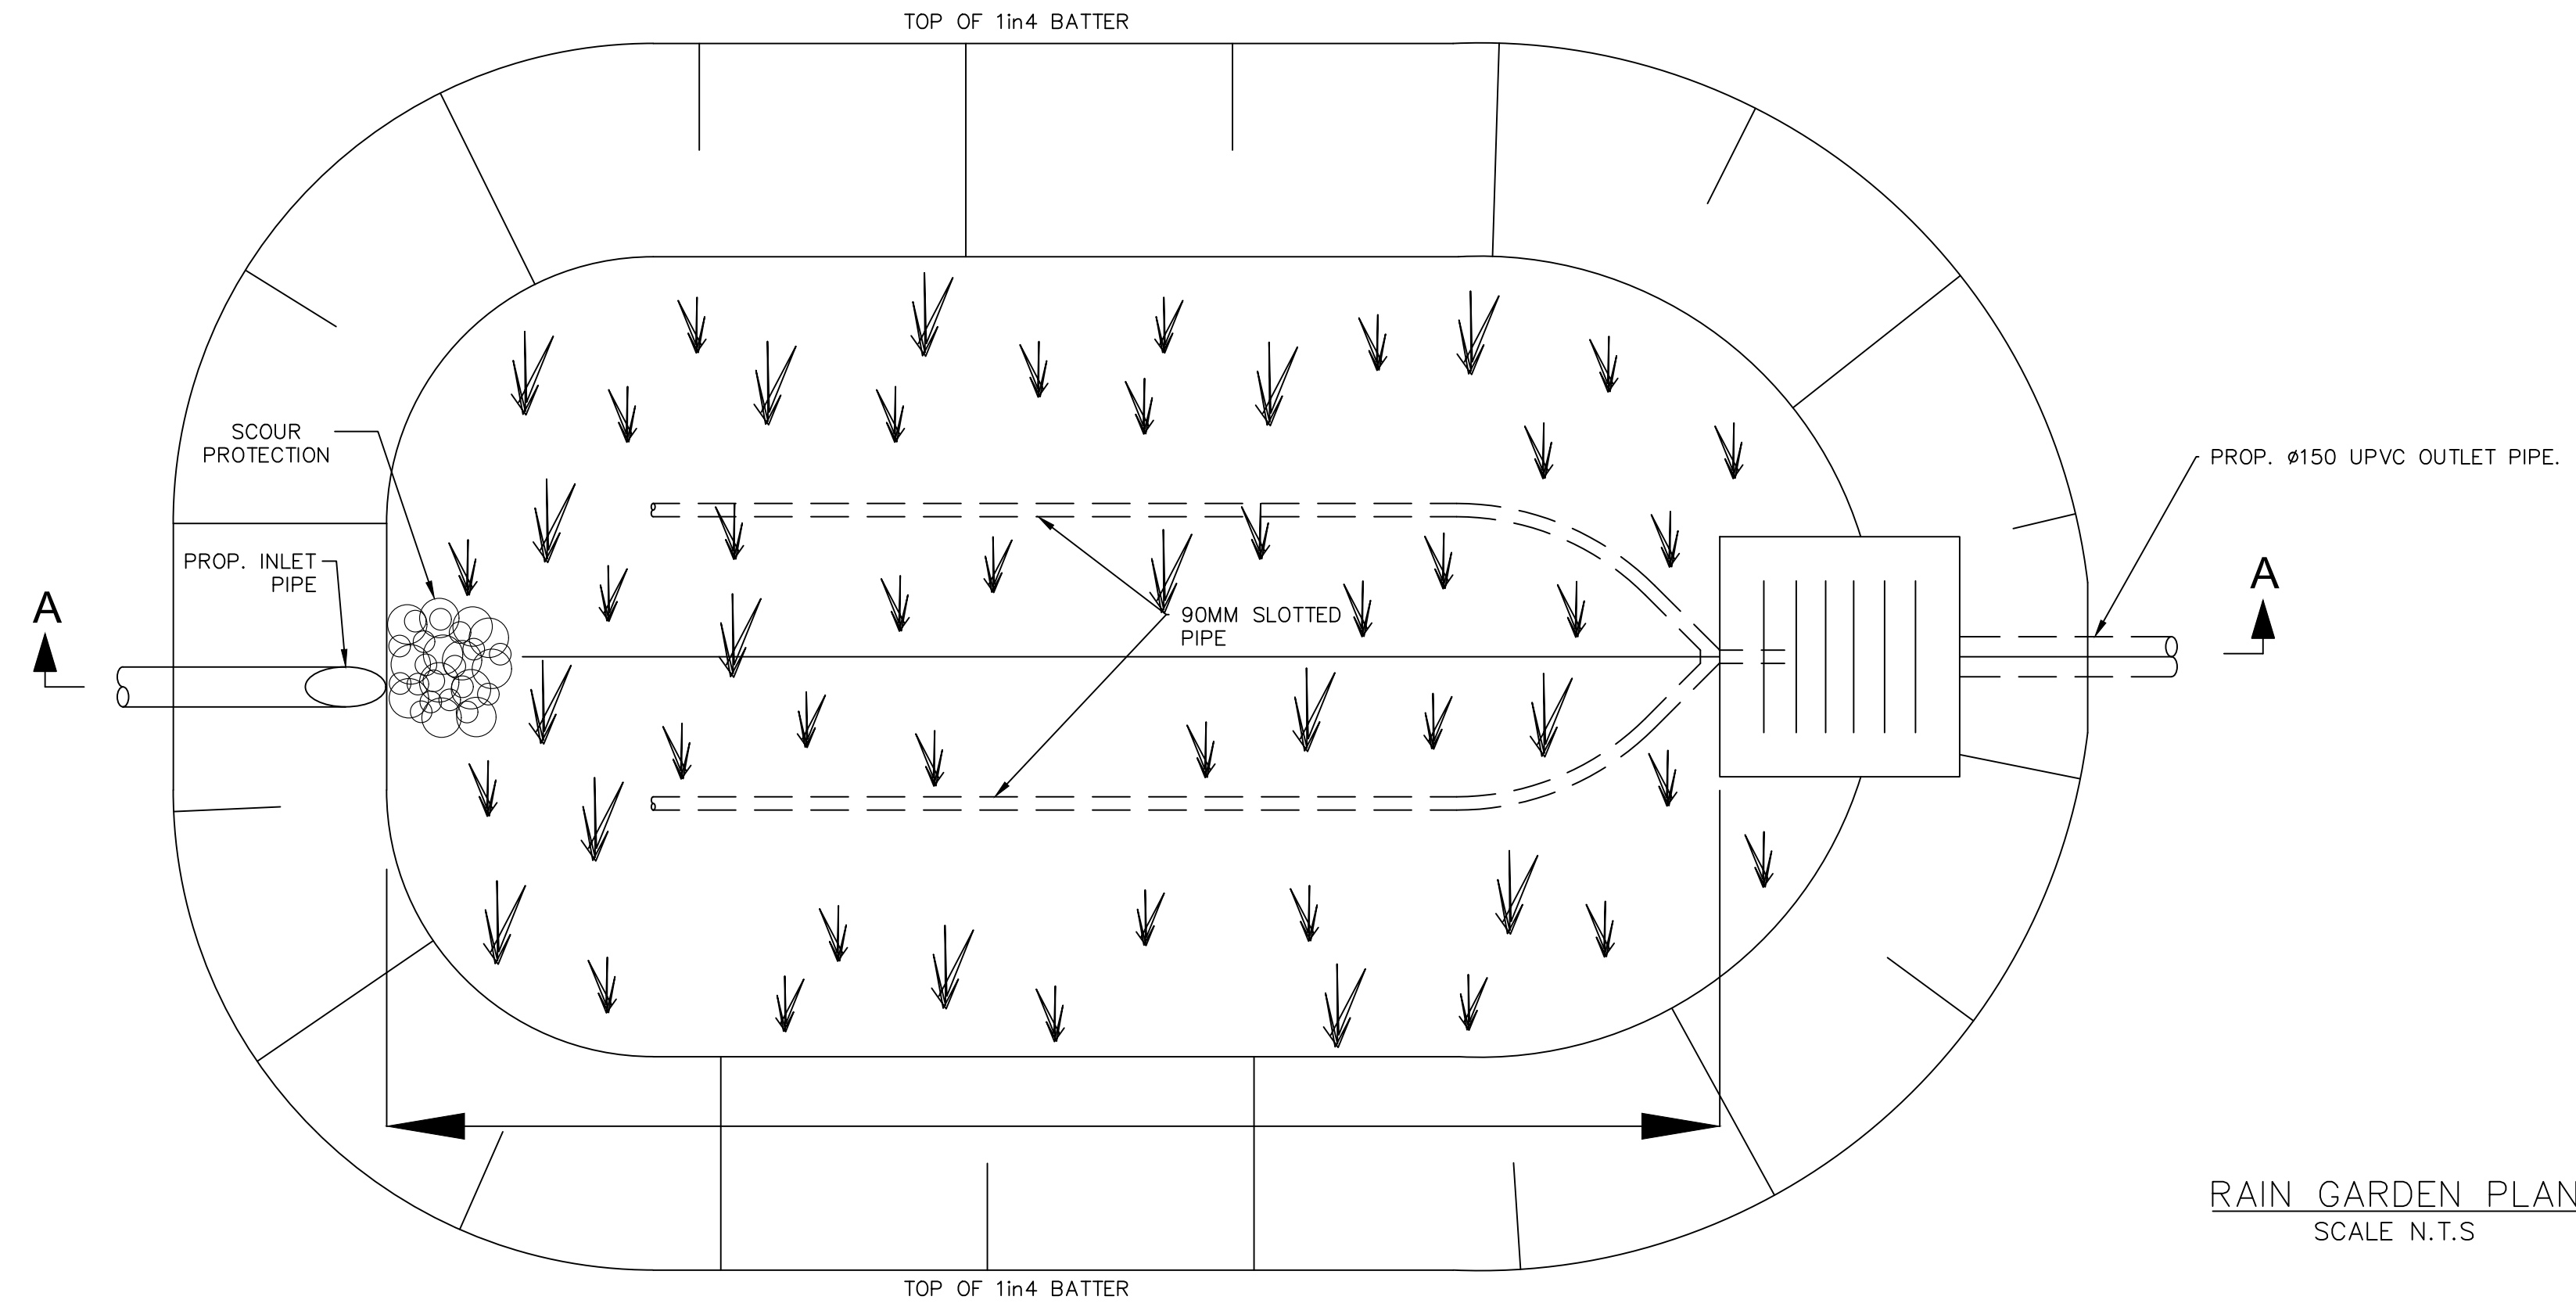 TOP OF 1in4 BATTER
SCOUR
PROTECTION
PROP. Ø150 UPVC OUTLET PIPE.
PROP. INLET
PIPE
A
A
90MM SLOTTED
PIPE
RAIN GARDEN PLAN
SCALE N.T.S
TOP OF 1in4 BATTER